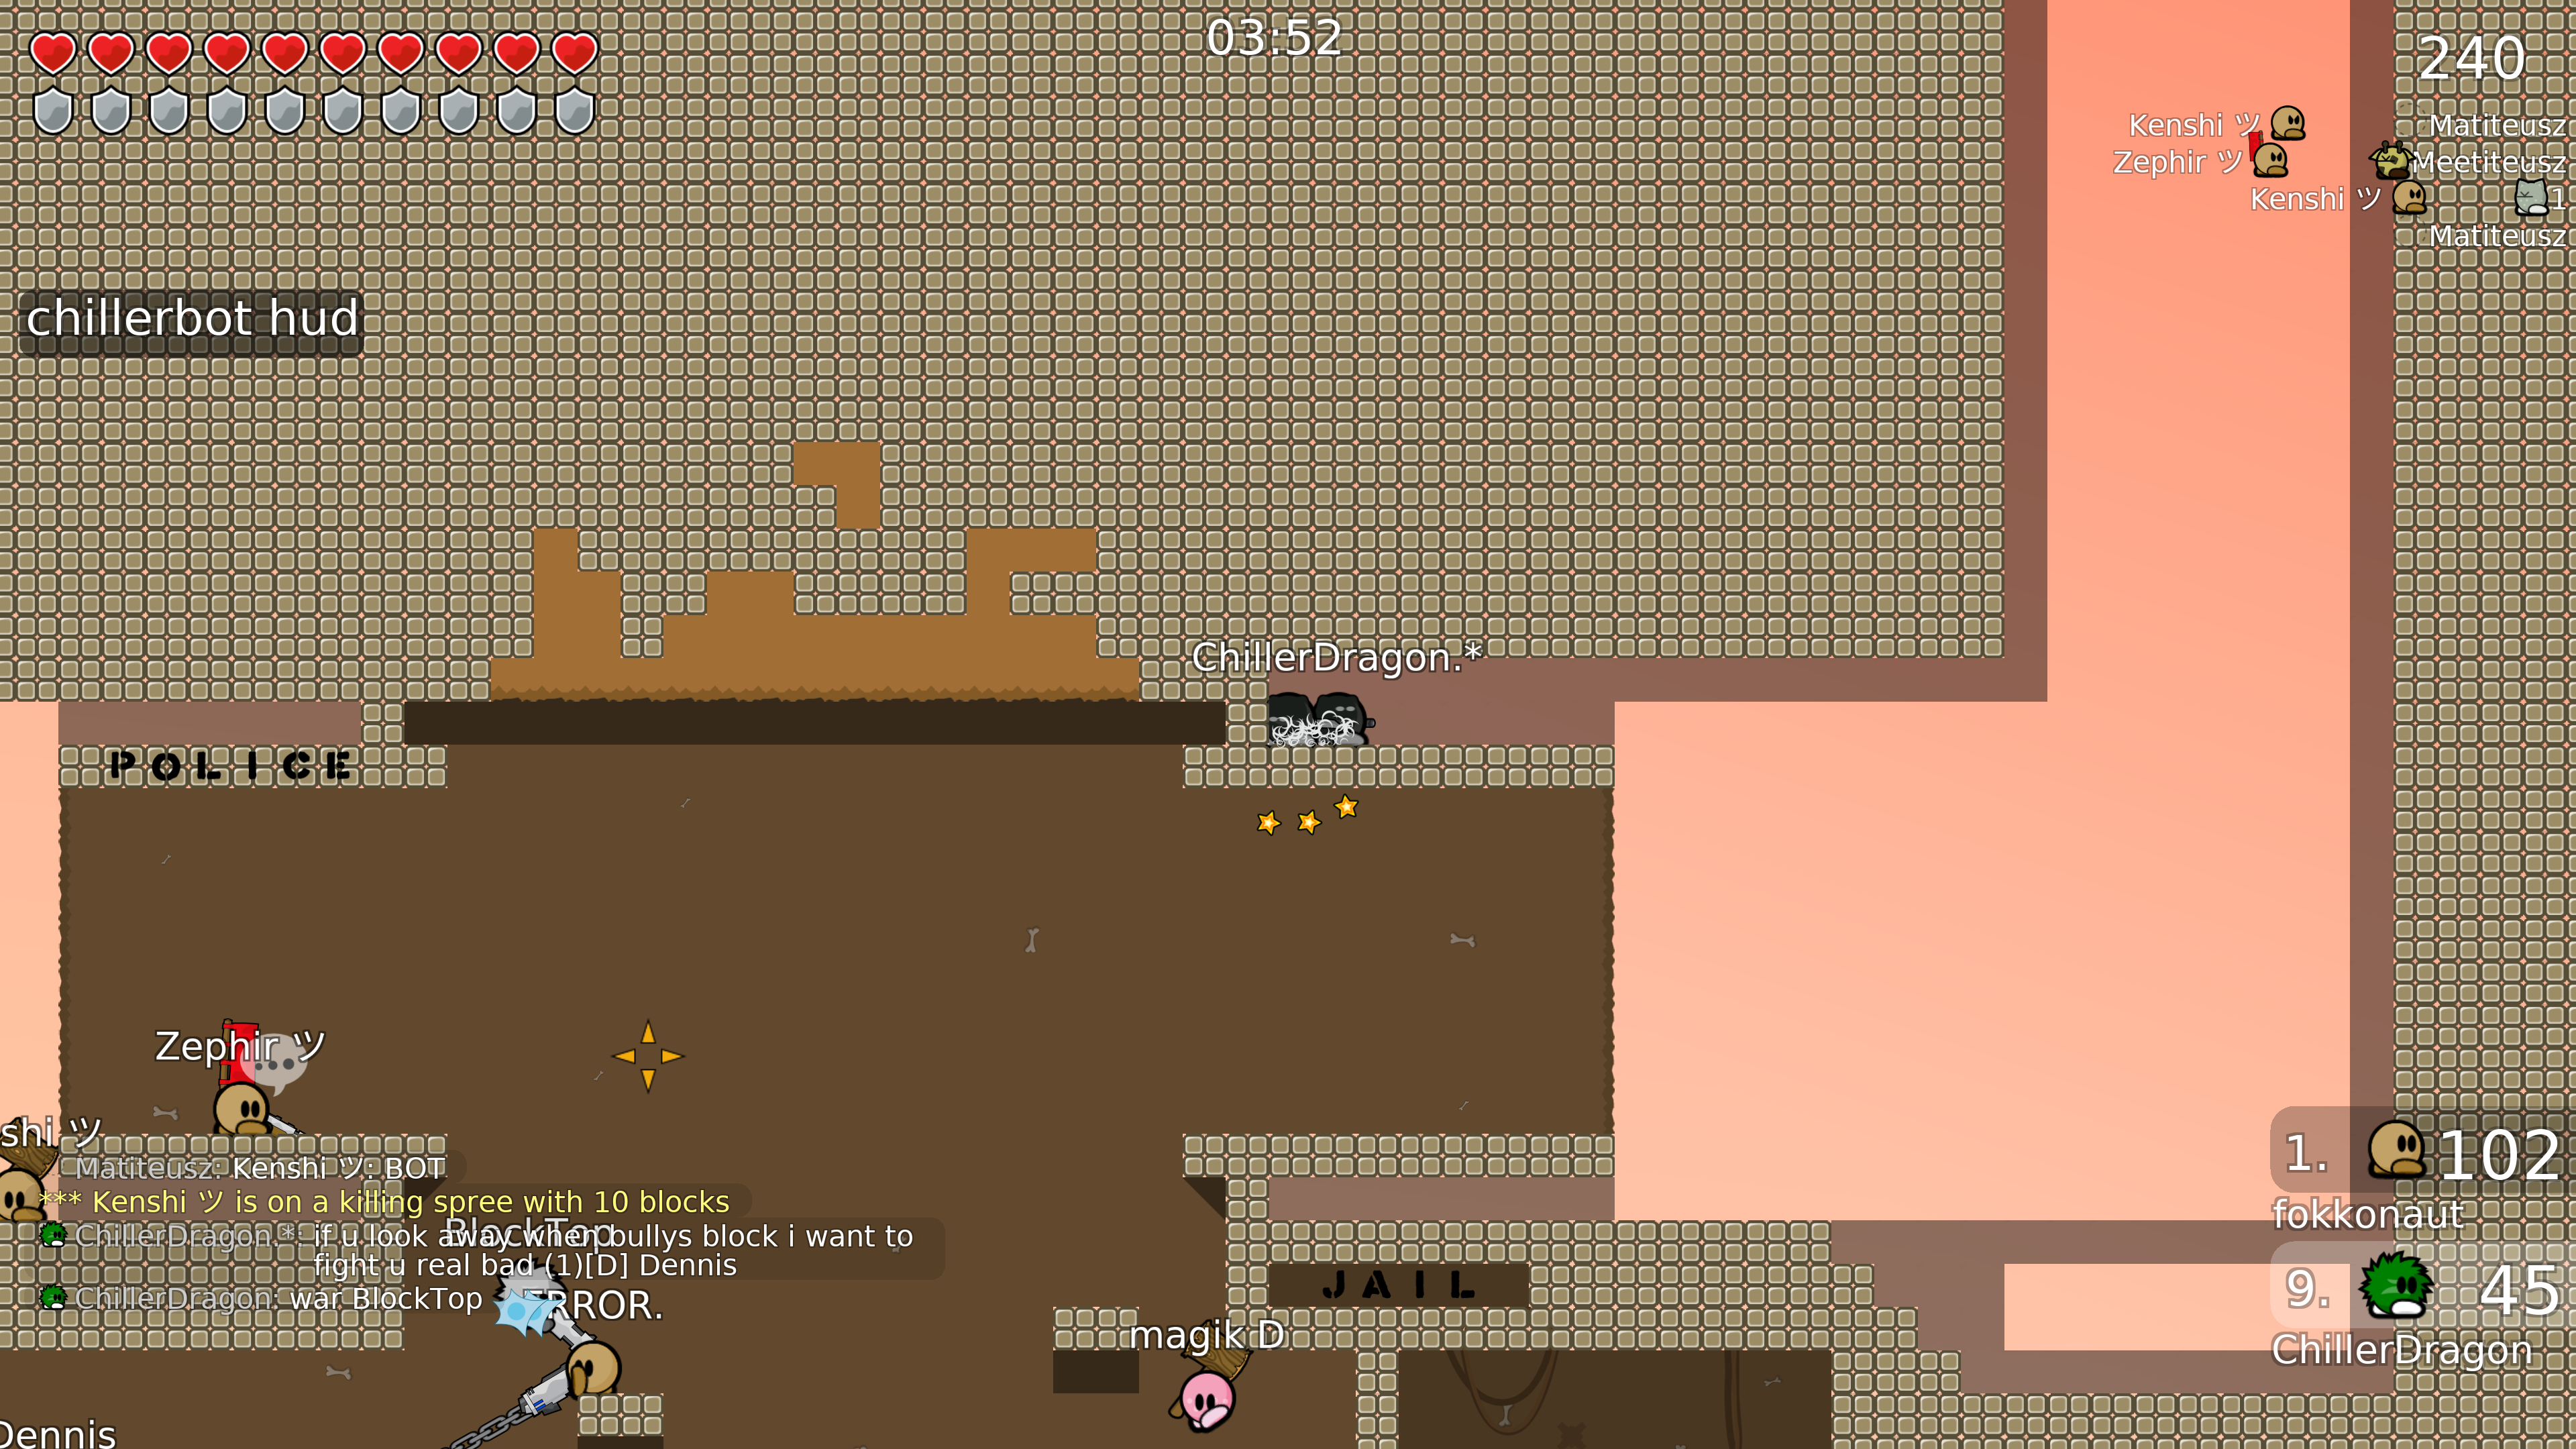 03:52
240
Kenshi ツ Matiteusz
Zephir ツ Meetiteusz
Kenshi ツ 1
Matiteusz
chillerbot hud
ChillerDragon.*
POLICE
Zephir ツ
shi ツ
Matiteusz: Kenshi ツ: BOT
*** Kenshi ツ is on a killing spree with 10 blocks
BlockTop
ChillerDragon.*: if u look away when bullys block i want to
fight u real bad (1)[D] Dennis
ChillerDragon: war BlockTop
ERROR.
JAIL
magik D
Dennis
1. 102
fokkonaut
9. 45
ChillerDragon